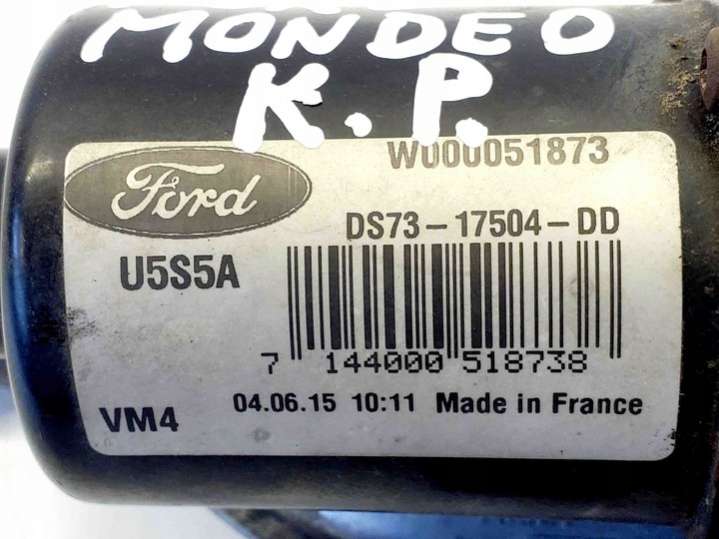 MONDEO
K.P.
W000051873
Ford
DS73-17504-DD
U5S5A
7 144000 518738
04.06.15 10:11 Made in France
VM4